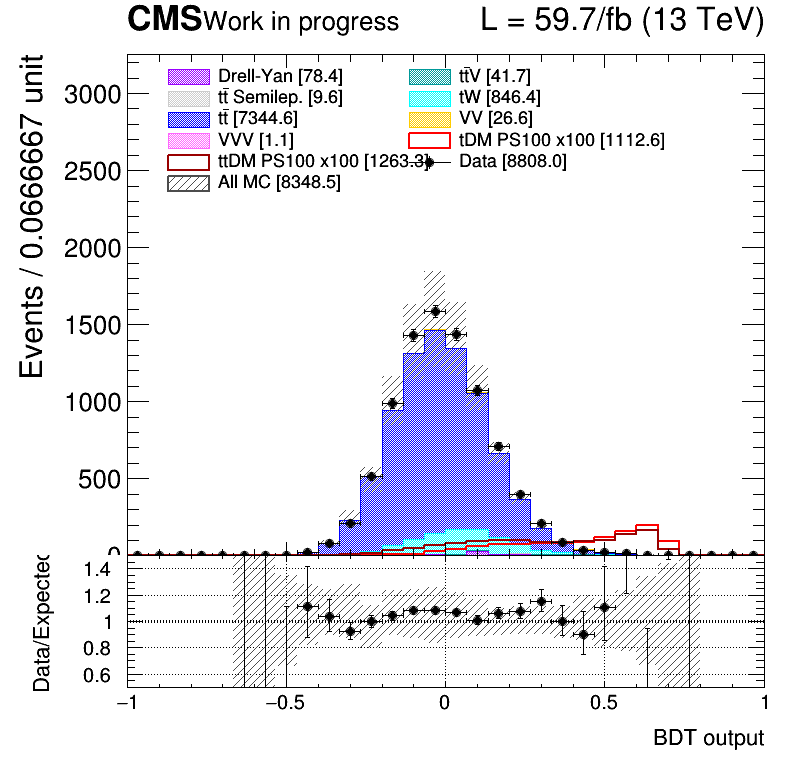 CMS Work in progress L = 59.7/fb (13 TeV)
Events / 0.0666667 unit
3000
2500
2000
1500
1000
500
0
Drell-Yan [78.4] tt̄V [41.7]
tt̄ Semilep. [9.6] tW [846.4]
tt̄ [7344.6] VV [26.6]
VVV [1.1] tDM PS100 x100 [1112.6]
ttDM PS100 x100 [1263.3] Data [8808.0]
All MC [8348.5]
Data/Expected
1.4
1.2
1
0.8
0.6
−1 −0.5 0 0.5 1
BDT output